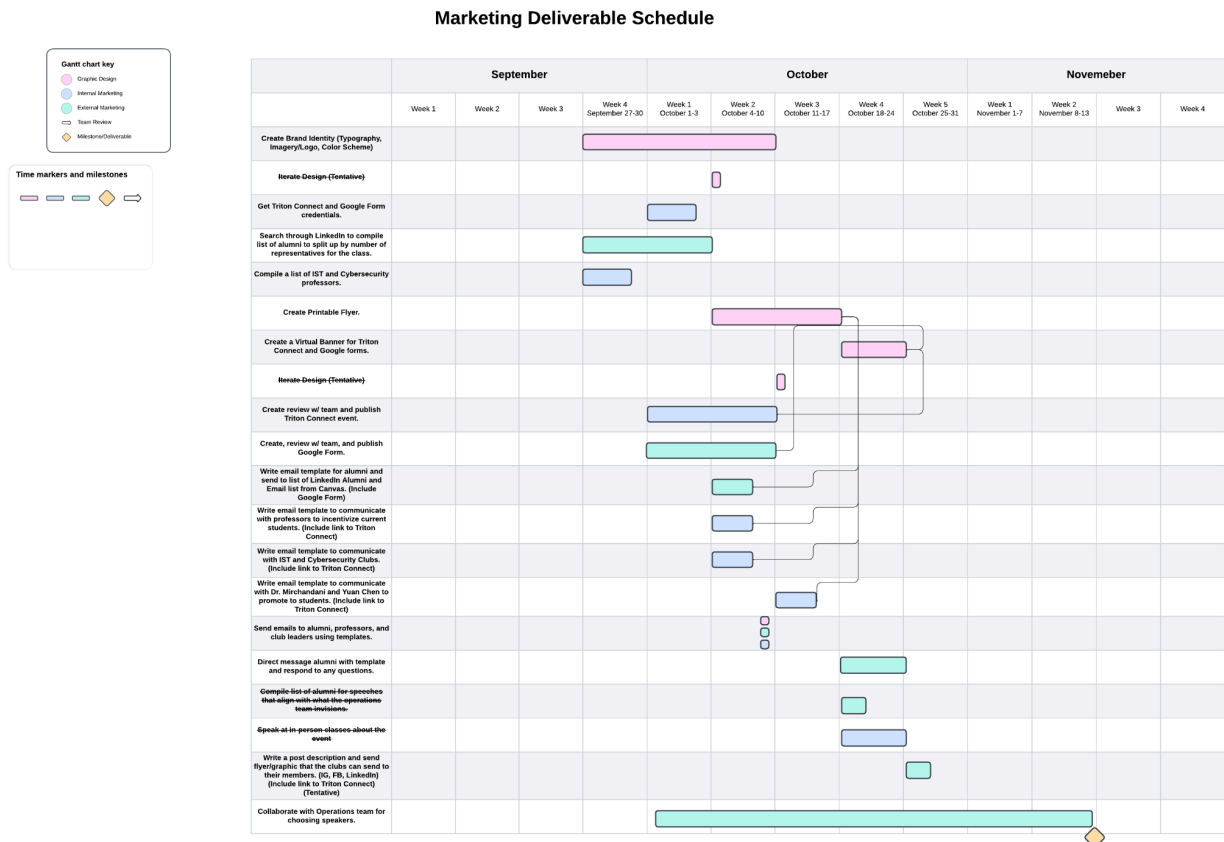 Marketing Deliverable Schedule
Gantt chart key
Graphic Design
Internal Marketing
External Marketing
Team Review
Milestone/Deliverable
Time markers and milestones
September
October
Novemeber
Week 1
Week 2
Week 3
Week 4
September 27-30
Week 1
October 1-3
Week 2
October 4-10
Week 3
October 11-17
Week 4
October 18-24
Week 5
October 25-31
Week 1
November 1-7
Week 2
November 8-13
Week 3
Week 4
Create Brand Identity (Typography,
Imagery/Logo, Color Scheme)
Iterate Design (Tentative)
Get Triton Connect and Google Form
credentials.
Search through LinkedIn to compile
list of alumni to split up by number of
representatives for the class.
Compile a list of IST and Cybersecurity
professors.
Create Printable Flyer.
Create a Virtual Banner for Triton
Connect and Google forms.
Iterate Design (Tentative)
Create review w/ team and publish
Triton Connect event.
Create, review w/ team, and publish
Google Form.
Write email template for alumni and
send to list of LinkedIn Alumni and
Email list from Canvas. (Include
Google Form)
Write email template to communicate
with professors to incentivize current
students. (Include link to Triton
Connect)
Write email template to communicate
with IST and Cybersecurity Clubs.
(Include link to Triton Connect)
Write email template to communicate
with Dr. Mirchandani and Yuan Chen to
promote to students. (Include link to
Triton Connect)
Send emails to alumni, professors, and
club leaders using templates.
Direct message alumni with template
and respond to any questions.
Compile list of alumni for speeches
that align with what the operations
team invisions.
Speak at in person classes about the
event
Write a post description and send
flyer/graphic that the clubs can send to
their members. (IG, FB, LinkedIn)
(Include link to Triton Connect)
(Tentative)
Collaborate with Operations team for
choosing speakers.